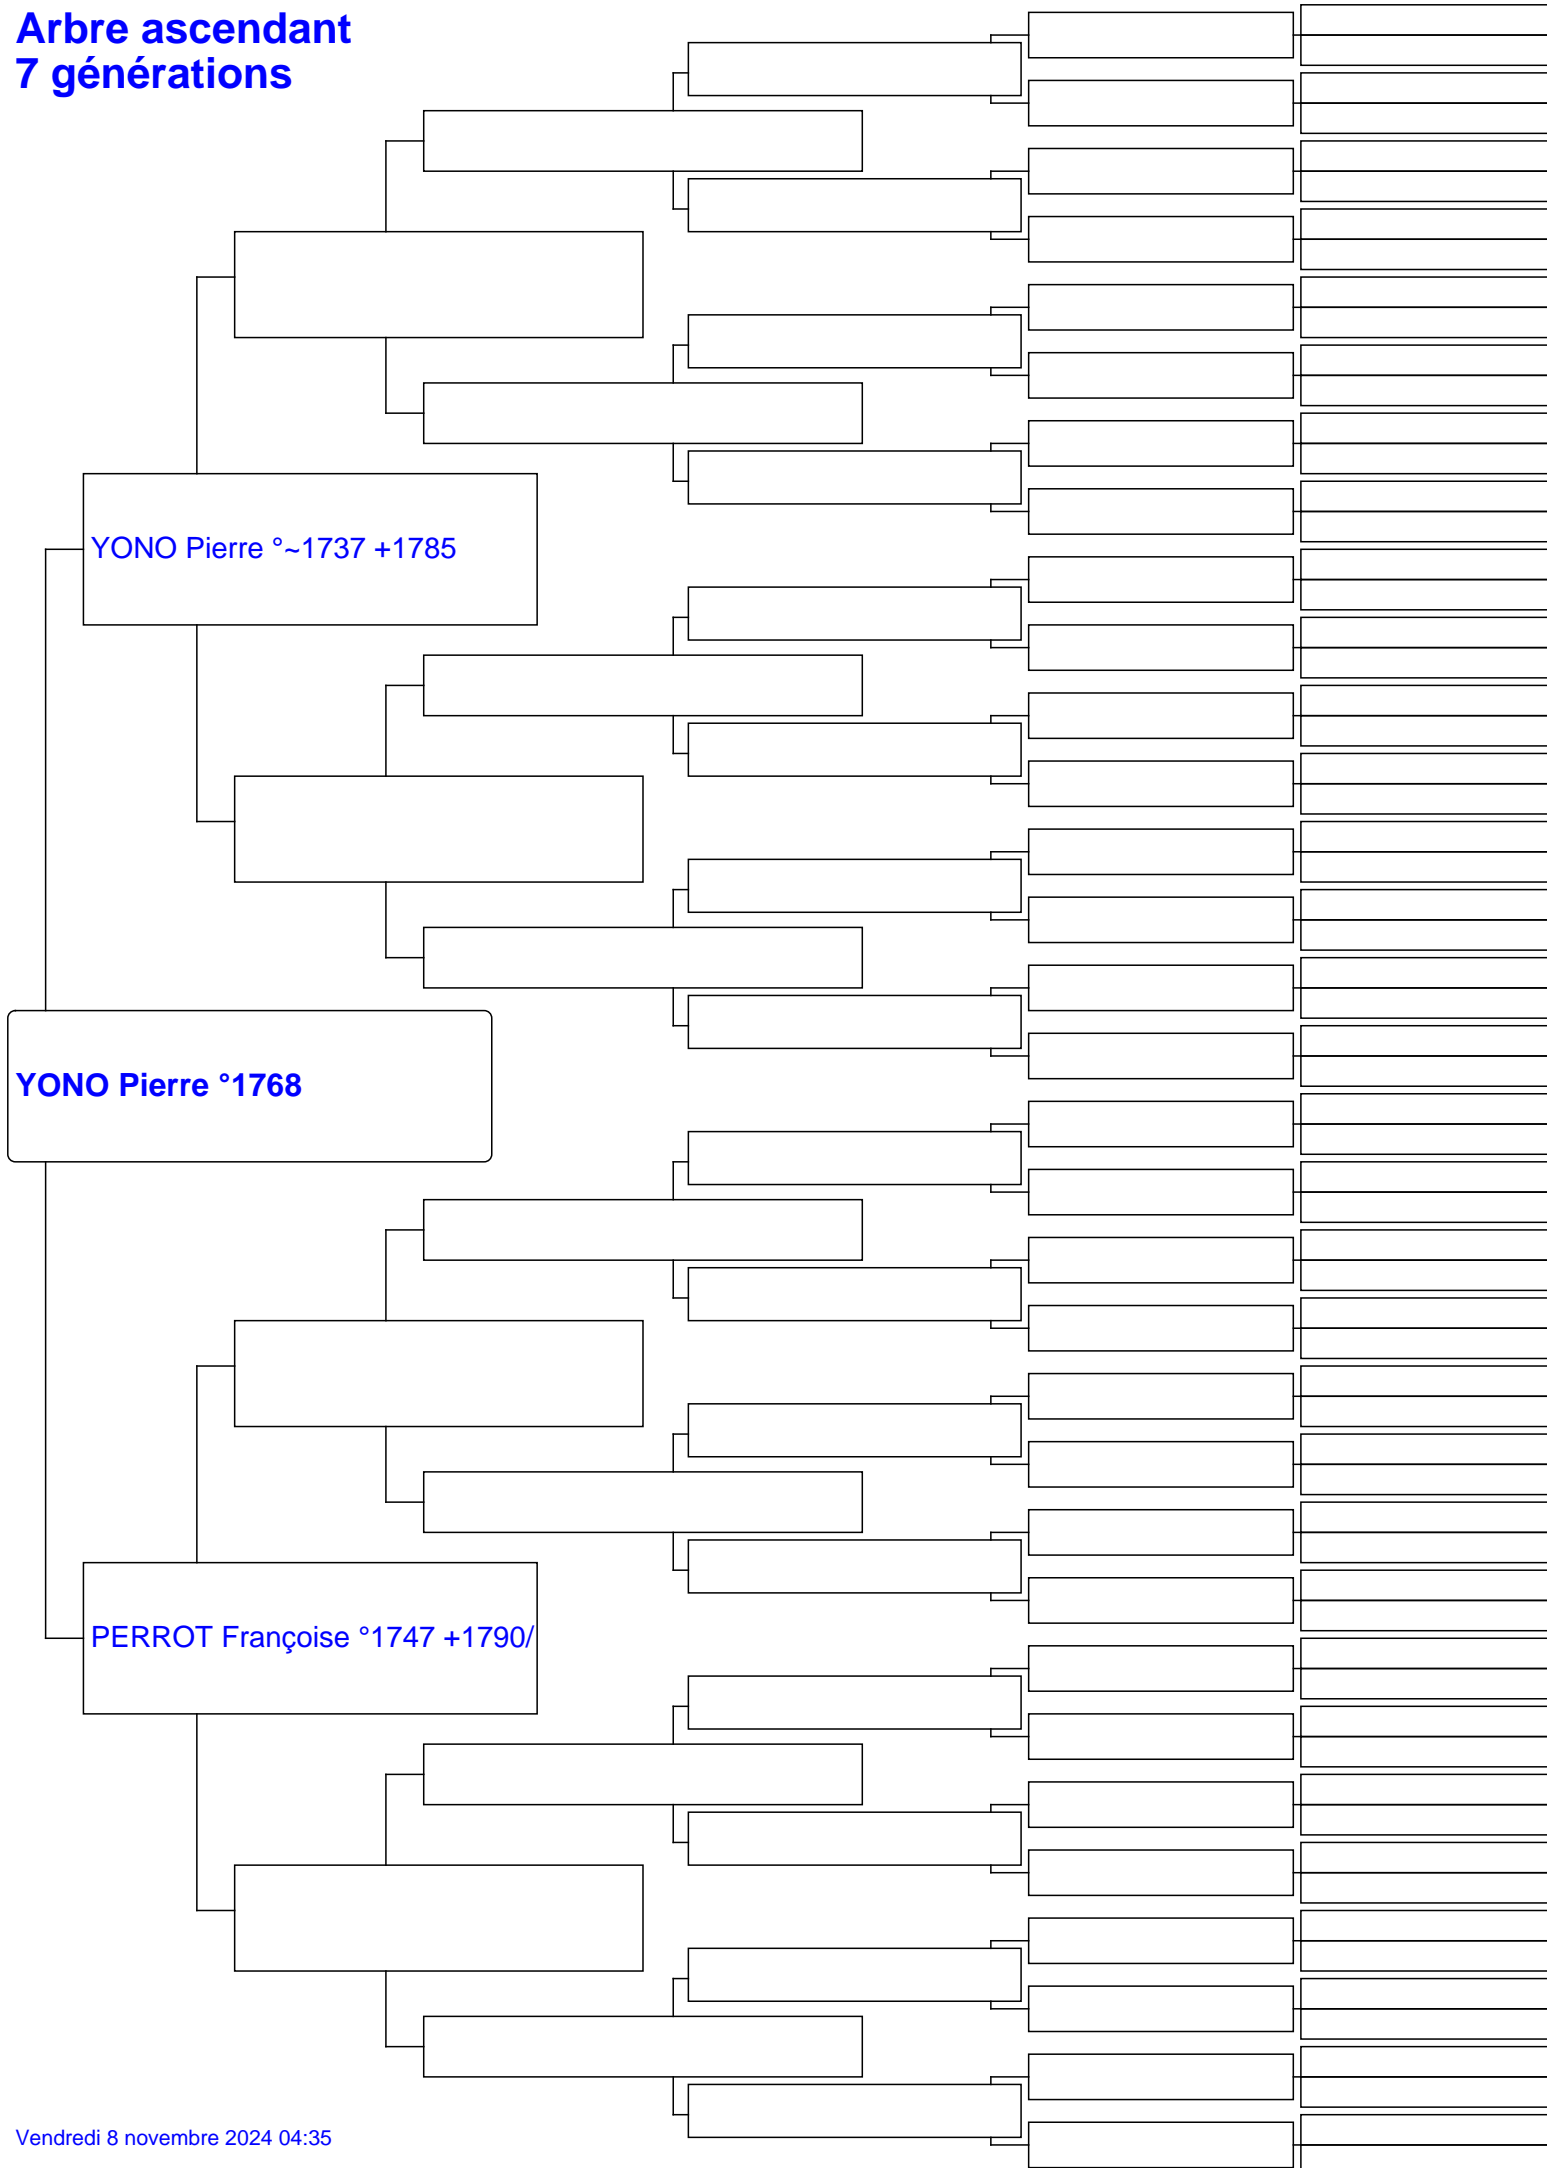 Arbre ascendant
7 générations
YONO Pierre °~1737 +1785
YONO Pierre °1768
PERROT Françoise °1747 +1790/
Vendredi 8 novembre 2024 04:35